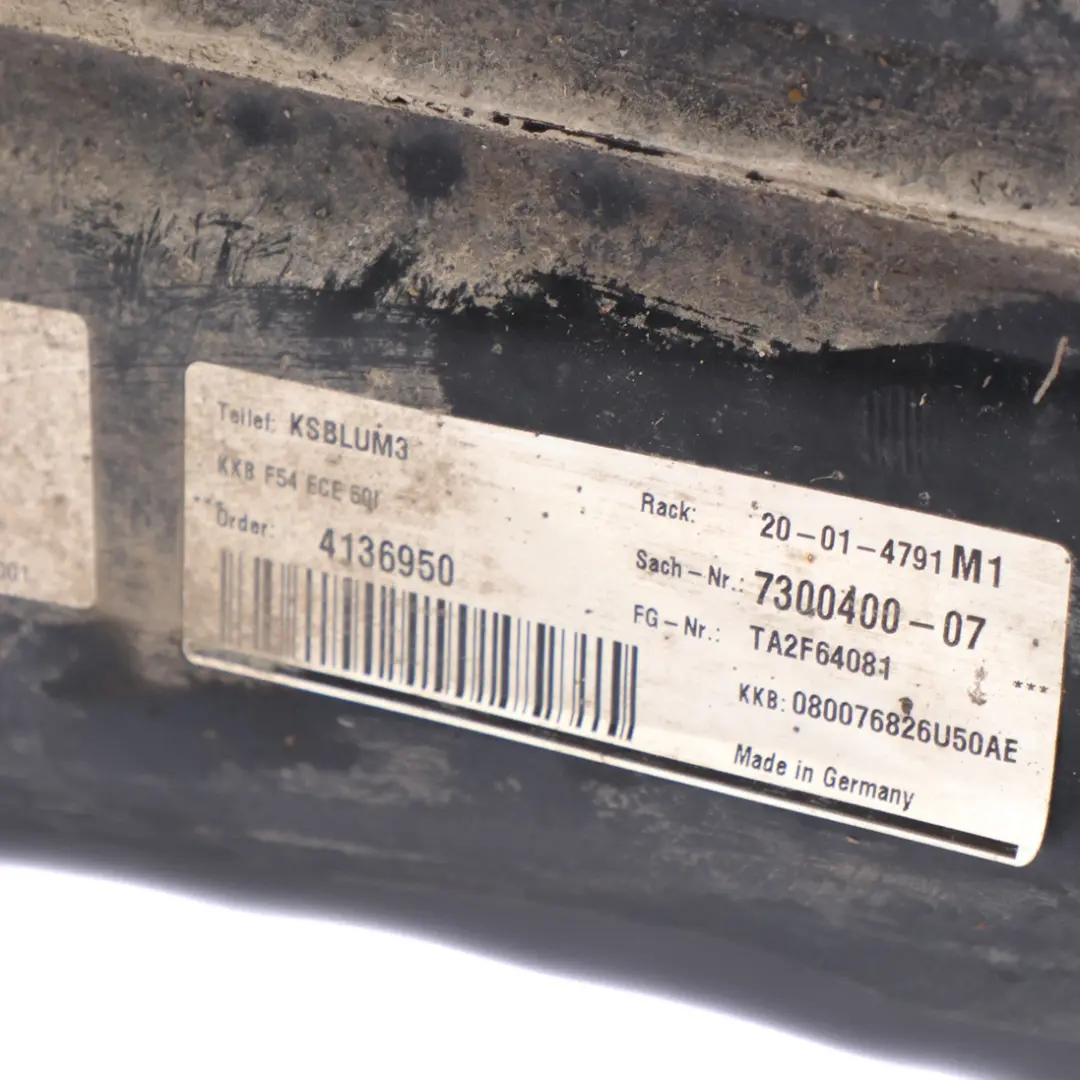 Teilef: KSBLUM3
KKB F54 ECE 60l
**Order: 4136950
Rack: 20-01-4791 M1
Sach-Nr.: 7300400-07
FG-Nr.: TA2F64081
***
KKB: 080076826U50AE
Made in Germany
001